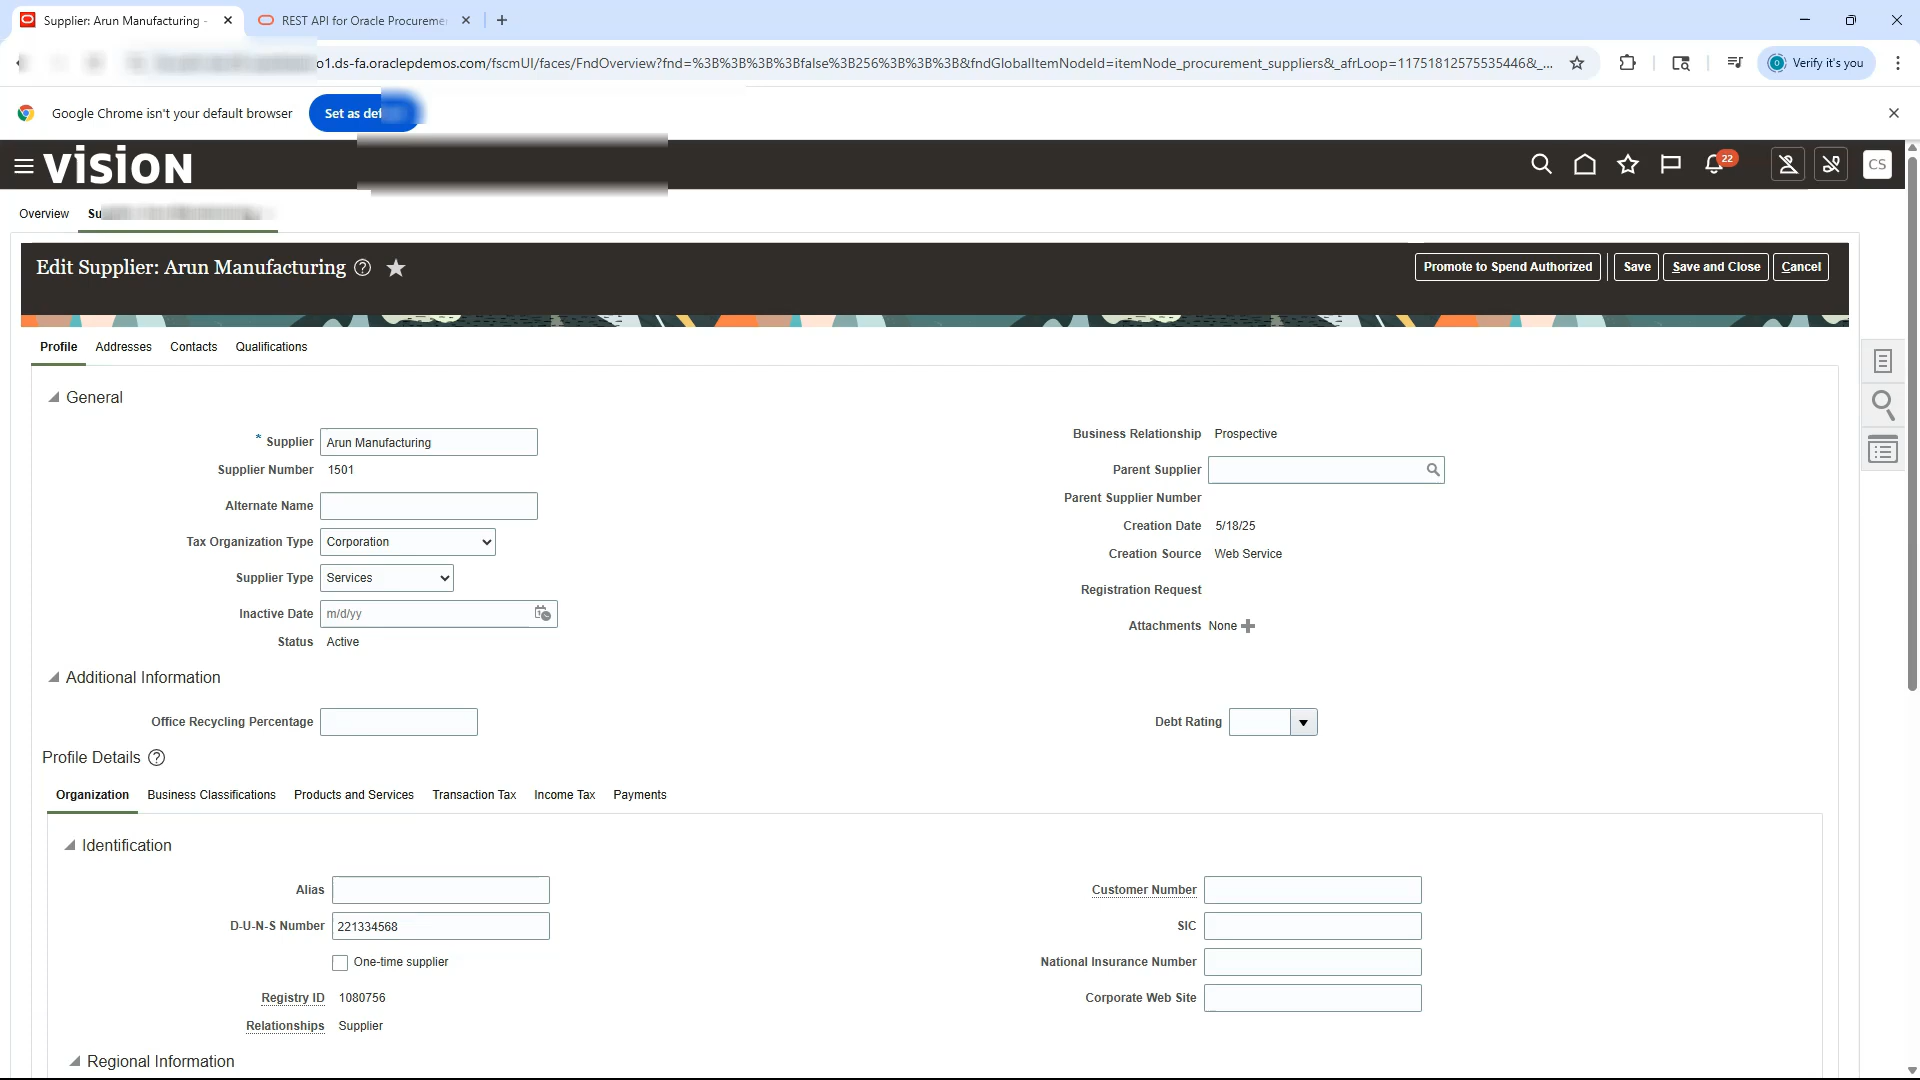 Supplier: Arun Manufacturing -
REST API for Oracle Procureme
o1.ds-fa.oraclepdemos.com/fscmUI/faces/FndOverview?fnd=%3B%3B%3B%3Bfalse%3B256%3B%3B%3B&fndGlobalItemNodeId=itemNode_procurement_suppliers&_afrLoop=11751812575535446&_...
Verify it's you
Google Chrome isn't your default browser
Set as def
VISION
22
CS
Overview
Su
Edit Supplier: Arun Manufacturing
Promote to Spend Authorized
Save
Save and Close
Cancel
Profile Addresses Contacts Qualifications
General
* Supplier Arun Manufacturing
Business Relationship Prospective
Supplier Number 1501
Parent Supplier
Parent Supplier Number
Alternate Name
Creation Date 5/18/25
Tax Organization Type Corporation
Creation Source Web Service
Supplier Type Services
Registration Request
Inactive Date m/d/yy
Attachments None
Status Active
Additional Information
Office Recycling Percentage
Debt Rating
Profile Details
Organization Business Classifications Products and Services Transaction Tax Income Tax Payments
Identification
Alias
Customer Number
D-U-N-S Number 221334568
SIC
One-time supplier
National Insurance Number
Registry ID 1080756
Corporate Web Site
Relationships Supplier
Regional Information